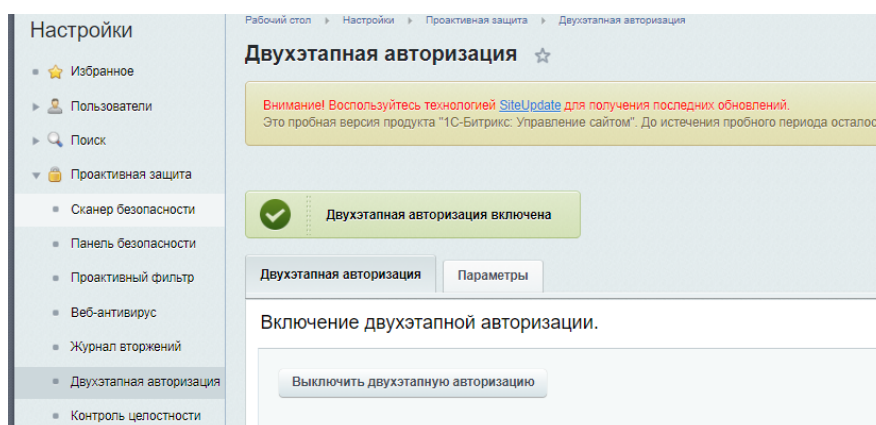 Настройки
Избранное
Пользователи
Поиск
Проактивная защита
Сканер безопасности
Панель безопасности
Проактивный фильтр
Веб-антивирус
Журнал вторжений
Двухэтапная авторизация
Контроль целостности
Рабочий стол Настройки Проактивная защита Двухэтапная авторизация
Двухэтапная авторизация
Внимание! Воспользуйтесь технологией SiteUpdate для получения последних обновлений.
Это пробная версия продукта "1С-Битрикс: Управление сайтом". До истечения пробного периода осталос
Двухэтапная авторизация включена
Двухэтапная авторизация Параметры
Включение двухэтапной авторизации.
Выключить двухэтапную авторизацию